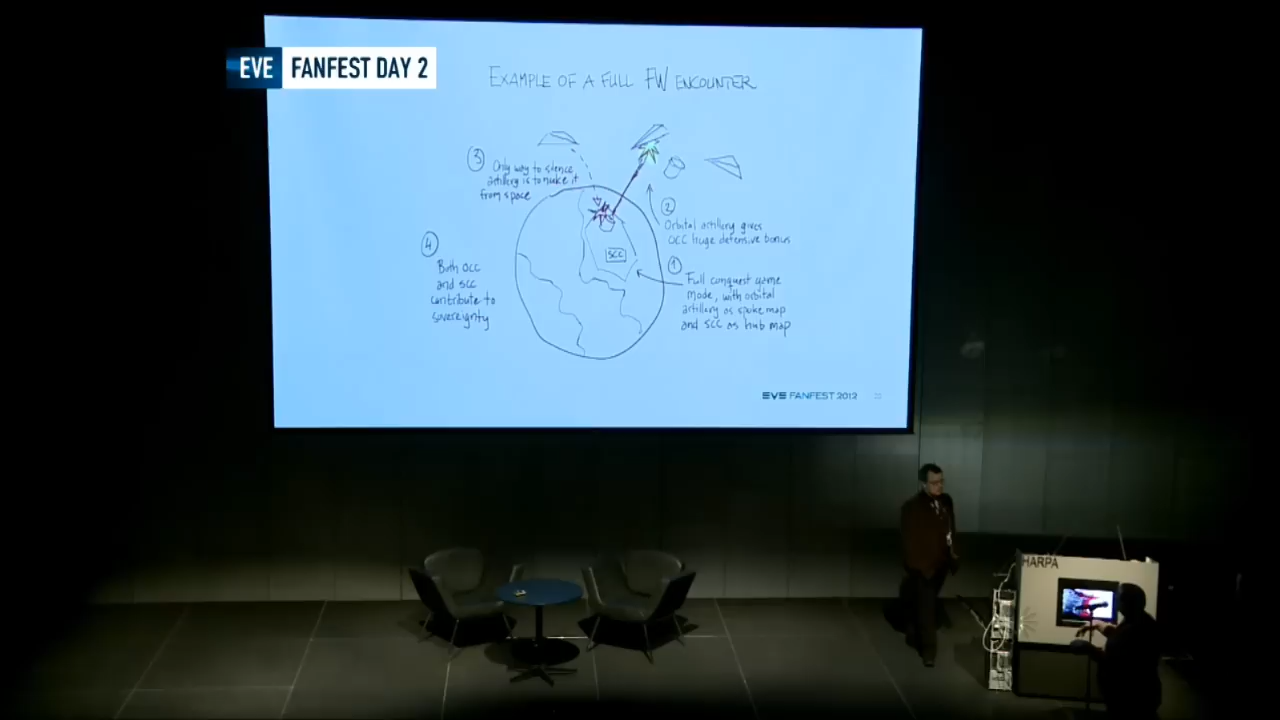 EVE FANFEST DAY 2
EXAMPLE OF A FULL FW ENCOUNTER
3 Only way to silence
artillery is to nuke it
from space
2
Orbital artillery gives
OCC huge defensive bonus
4
Both OCC
and SCC
contribute to
sovereignty
SCC
1
Full conquest game
mode, with orbital
artillery as spoke map
and SCC as hub map
EVE FANFEST 2012
HARPA